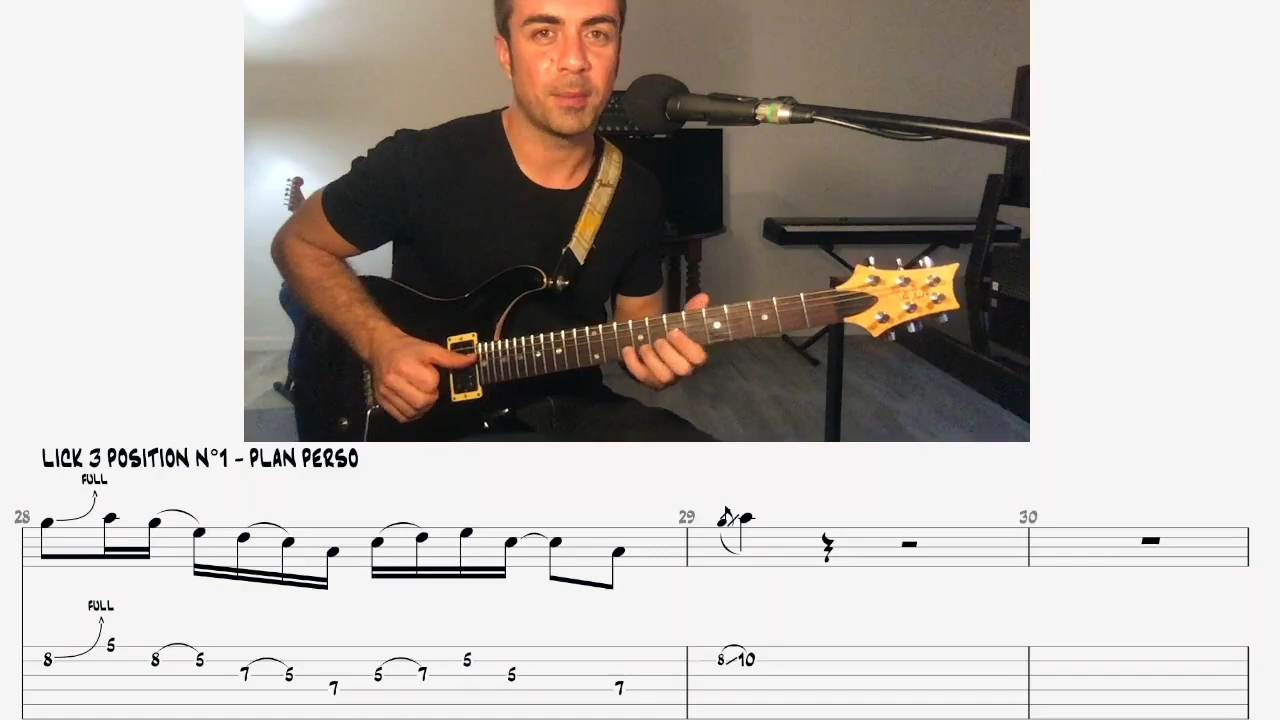 LICK 3 POSITION N°1 - PLAN PERSO
FULL
28 29 30
FULL
5
8 8 5 5 8 10
7 5 5 7 5
7 7